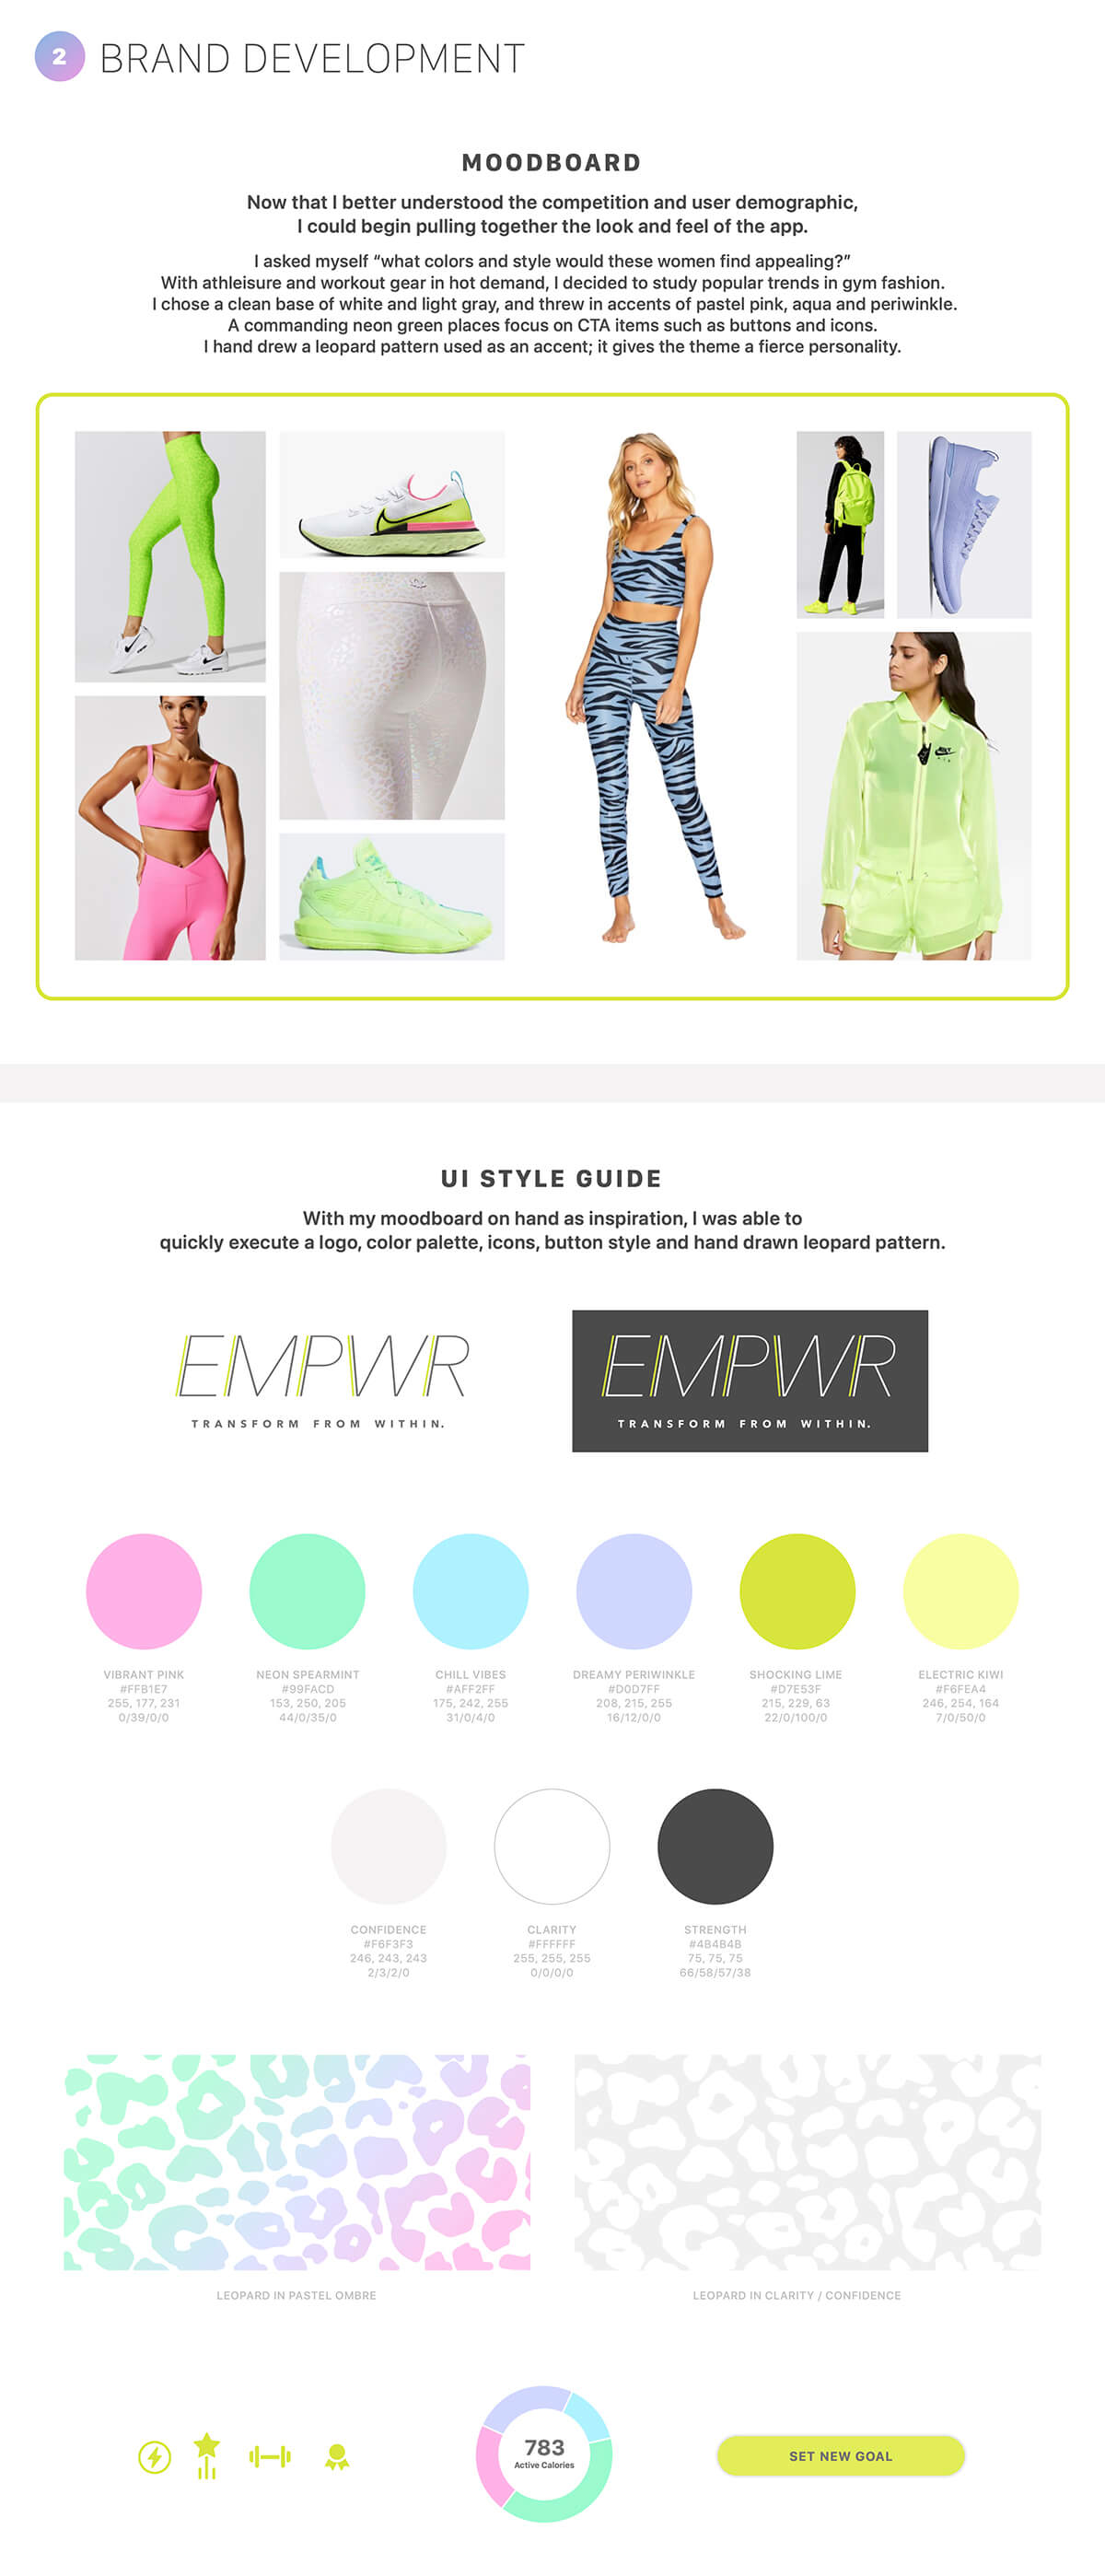 2 BRAND DEVELOPMENT
MOODBOARD
Now that I better understood the competition and user demographic,
I could begin pulling together the look and feel of the app.
I asked myself “what colors and style would these women find appealing?”
With athleisure and workout gear in hot demand, I decided to study popular trends in gym fashion.
I chose a clean base of white and light gray, and threw in accents of pastel pink, aqua and periwinkle.
A commanding neon green places focus on CTA items such as buttons and icons.
I hand drew a leopard pattern used as an accent; it gives the theme a fierce personality.
UI STYLE GUIDE
With my moodboard on hand as inspiration, I was able to
quickly execute a logo, color palette, icons, button style and hand drawn leopard pattern.
EMPWR
TRANSFORM FROM WITHIN.
EMPWR
TRANSFORM FROM WITHIN.
VIBRANT PINK
#FFB1E7
255, 177, 231
0/39/0/0
NEON SPEARMINT
#99FACD
153, 250, 205
44/0/35/0
CHILL VIBES
#AFF2FF
175, 242, 255
31/0/4/0
DREAMY PERIWINKLE
#D0D7FF
208, 215, 255
16/12/0/0
SHOCKING LIME
#D7E53F
215, 229, 63
22/0/100/0
ELECTRIC KIWI
#F6FEA4
246, 254, 164
7/0/50/0
CONFIDENCE
#F6F3F3
246, 243, 243
2/3/2/0
CLARITY
#FFFFFF
255, 255, 255
0/0/0/0
STRENGTH
#4B4B4B
75, 75, 75
66/58/57/38
LEOPARD IN PASTEL OMBRE
LEOPARD IN CLARITY / CONFIDENCE
783
Active Calories
SET NEW GOAL